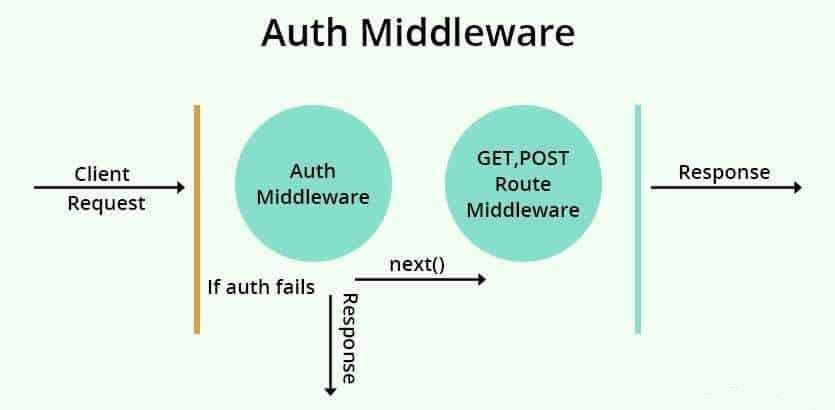 Auth Middleware
Client
Request
Auth
Middleware
GET,POST
Route
Middleware
Response
next()
If auth fails
Response